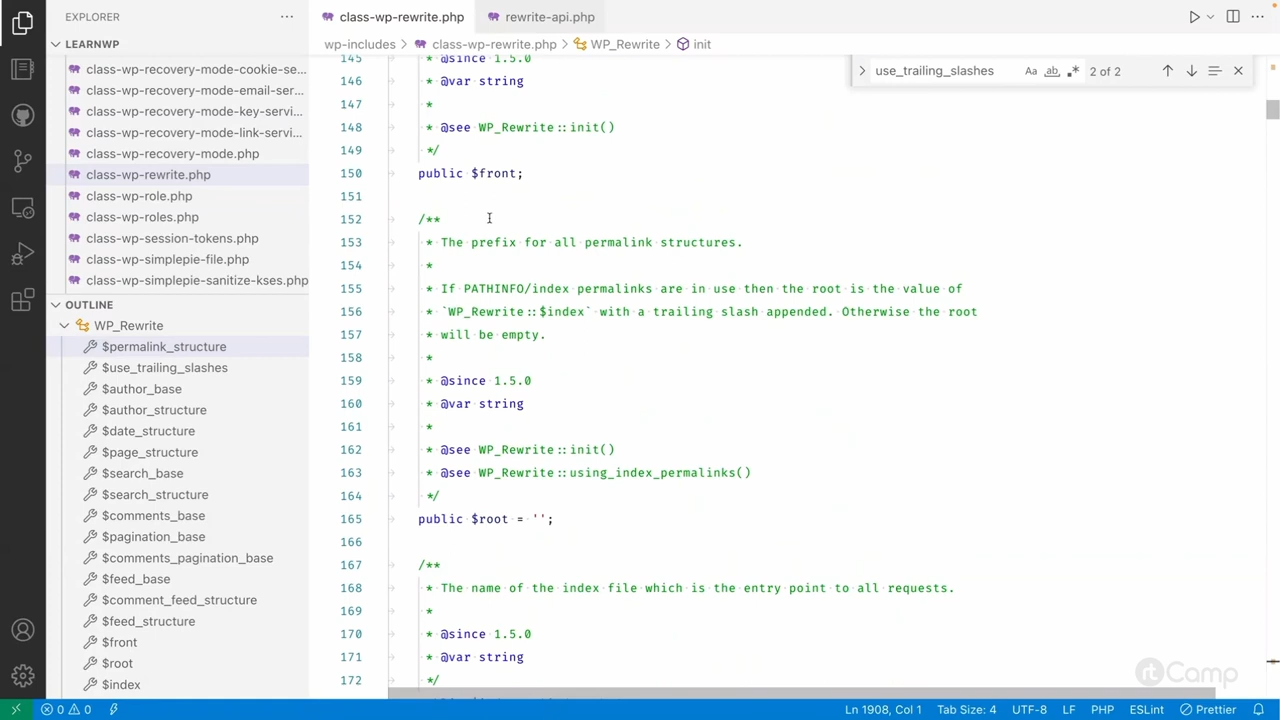 EXPLORER
LEARNWP
class-wp-recovery-mode-cookie-se...
class-wp-recovery-mode-email-ser...
class-wp-recovery-mode-key-servi...
class-wp-recovery-mode-link-servi...
class-wp-recovery-mode.php
class-wp-rewrite.php
class-wp-role.php
class-wp-roles.php
class-wp-session-tokens.php
class-wp-simplepie-file.php
class-wp-simplepie-sanitize-kses.php
OUTLINE
WP_Rewrite
$permalink_structure
$use_trailing_slashes
$author_base
$author_structure
$date_structure
$page_structure
$search_base
$search_structure
$comments_base
$pagination_base
$comments_pagination_base
$feed_base
$comment_feed_structure
$feed_structure
$front
$root
$index
class-wp-rewrite.php rewrite-api.php
wp-includes > class-wp-rewrite.php > WP_Rewrite > init
use_trailing_slashes Aa ab 2 of 2
145 * @since 1.5.0
146 * @var string
147 *
148 * @see WP_Rewrite::init()
149 */
150 public $front;
151
152 /**
153 * The prefix for all permalink structures.
154 *
155 * If PATHINFO/index permalinks are in use then the root is the value of
156 * `WP_Rewrite::$index` with a trailing slash appended. Otherwise the root
157 * will be empty.
158 *
159 * @since 1.5.0
160 * @var string
161 *
162 * @see WP_Rewrite::init()
163 * @see WP_Rewrite::using_index_permalinks()
164 */
165 public $root = '';
166
167 /**
168 * The name of the index file which is the entry point to all requests.
169 *
170 * @since 1.5.0
171 * @var string
172 */
rtCamp
0 0 Ln 1908, Col 1 Tab Size: 4 UTF-8 LF PHP ESLint Prettier